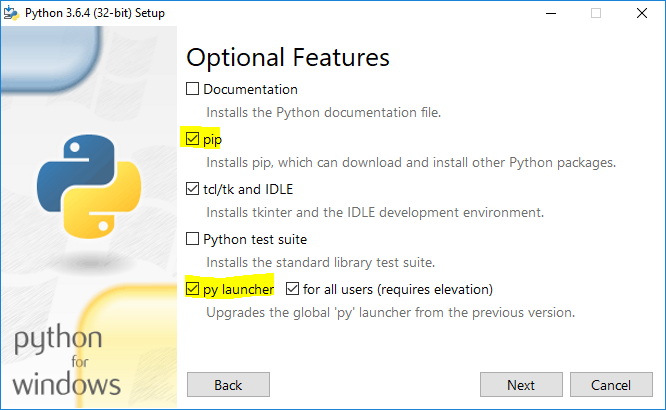 Python 3.6.4 (32-bit) Setup
Optional Features
Documentation
Installs the Python documentation file.
pip
Installs pip, which can download and install other Python packages.
tcl/tk and IDLE
Installs tkinter and the IDLE development environment.
Python test suite
Installs the standard library test suite.
py launcher for all users (requires elevation)
Upgrades the global 'py' launcher from the previous version.
python
for
windows
Back Next Cancel